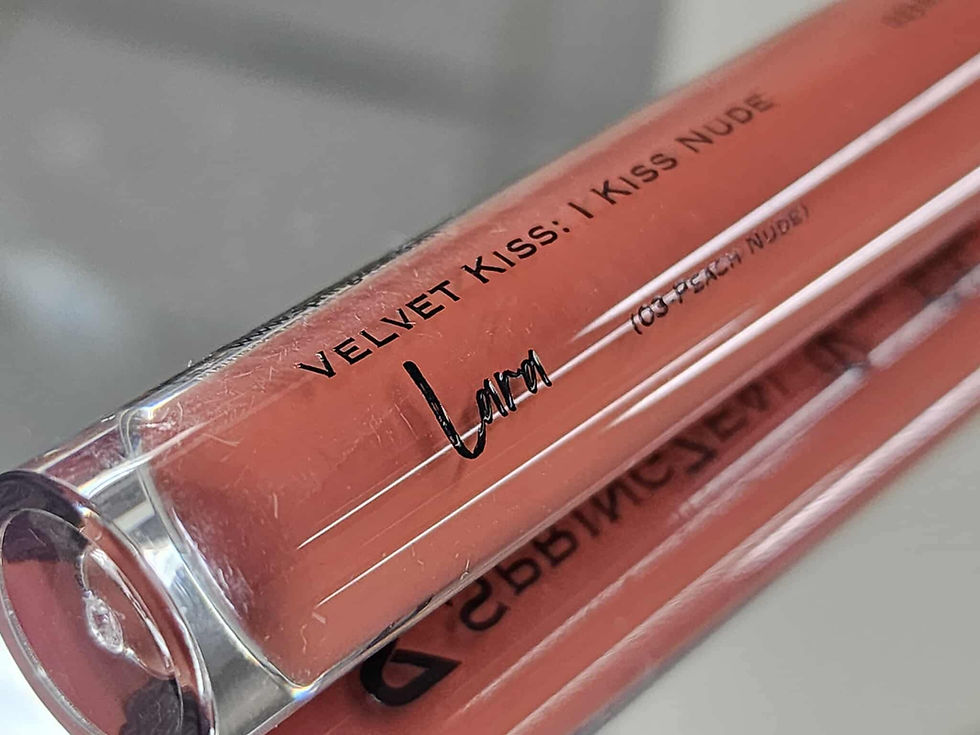 VELVET KISS: I KISS NUDE
Lara
(03-PEACH NUDE)